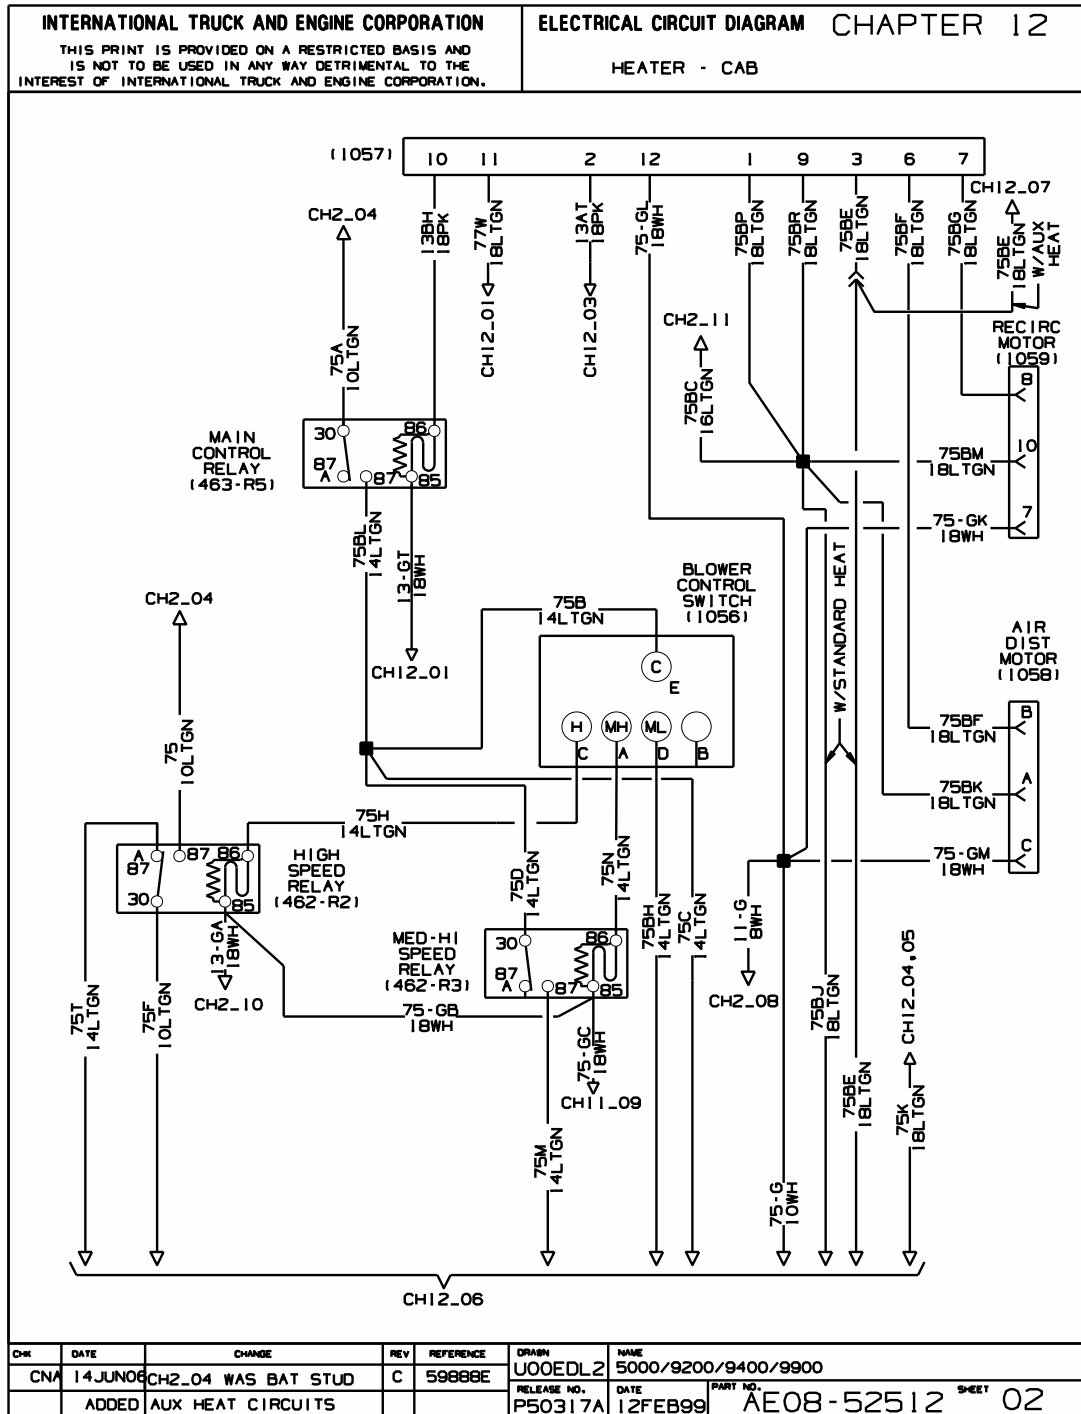 INTERNATIONAL TRUCK AND ENGINE CORPORATION
THIS PRINT IS PROVIDED ON A RESTRICTED BASIS AND
IS NOT TO BE USED IN ANY WAY DETRIMENTAL TO THE
INTEREST OF INTERNATIONAL TRUCK AND ENGINE CORPORATION.
ELECTRICAL CIRCUIT DIAGRAM CHAPTER 12
HEATER - CAB
(1057) 10 11 2 12 1 9 3 6 7
CH2_04
13BH
18PK
77W
18LTGN
13AT
18PK
75-GL
18WH
75BP
18LTGN
75BR
18LTGN
75BE
18LTGN
75BF
18LTGN
75BG
18LTGN
CH12_07
75BE
18LTGN
W/AUX
HEAT
CH12_01
CH12_03
CH2_11
75A
10LTGN
75BC
16LTGN
RECIRC
MOTOR
(1059)
8
10
7
MAIN
CONTROL
RELAY
(463-R5)
30 86
87
A 87 85
75BM
18LTGN
75-GK
18WH
75BL
14LTGN
13-GT
18WH
CH12_01
CH2_04
75B
14LTGN
BLOWER
CONTROL
SWITCH
(1056)
C
E
H MH ML
C A D B
W/STANDARD HEAT
AIR
DIST
MOTOR
(1058)
B
A
C
75BF
18LTGN
75BK
18LTGN
75-GM
18WH
75
10LTGN
75H
14LTGN
A
87 87 86
30 85
HIGH
SPEED
RELAY
(462-R2)
13-GA
18WH
CH2_10
75D
14LTGN
75N
14LTGN
75BH
14LTGN
75C
14LTGN
11-G
8WH
CH2_08
MED-HI
SPEED
RELAY
(462-R3)
30 86
87
A 87 85
75-GB
18WH
75-GC
18WH
CH11_09
75T
14LTGN
75F
10LTGN
75M
14LTGN
75-G
10WH
75BJ
18LTGN
75BE
18LTGN
CH12_04,05
75K
18LTGN
CH12_06
CHK DATE CHANGE REV REFERENCE DRAWN NAME
CNA 14JUN06 CH2_04 WAS BAT STUD C 59888E U00EDL2 5000/9200/9400/9900
ADDED AUX HEAT CIRCUITS
RELEASE NO. DATE PART NO. SHEET
P50317A 12FEB99 AE08-52512 02